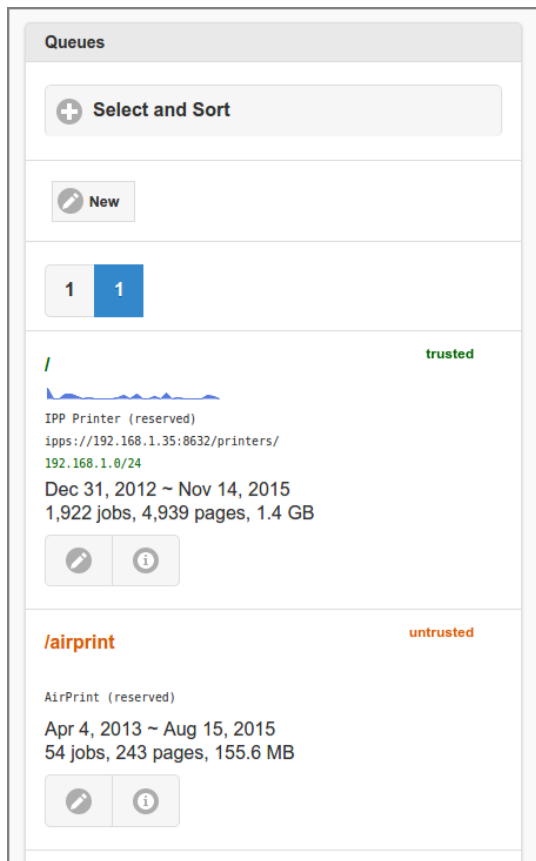 Queues
Select and Sort
New
1 1
/ trusted
IPP Printer (reserved)
ipps://192.168.1.35:8632/printers/
192.168.1.0/24
Dec 31, 2012 ~ Nov 14, 2015
1,922 jobs, 4,939 pages, 1.4 GB
/airprint untrusted
AirPrint (reserved)
Apr 4, 2013 ~ Aug 15, 2015
54 jobs, 243 pages, 155.6 MB